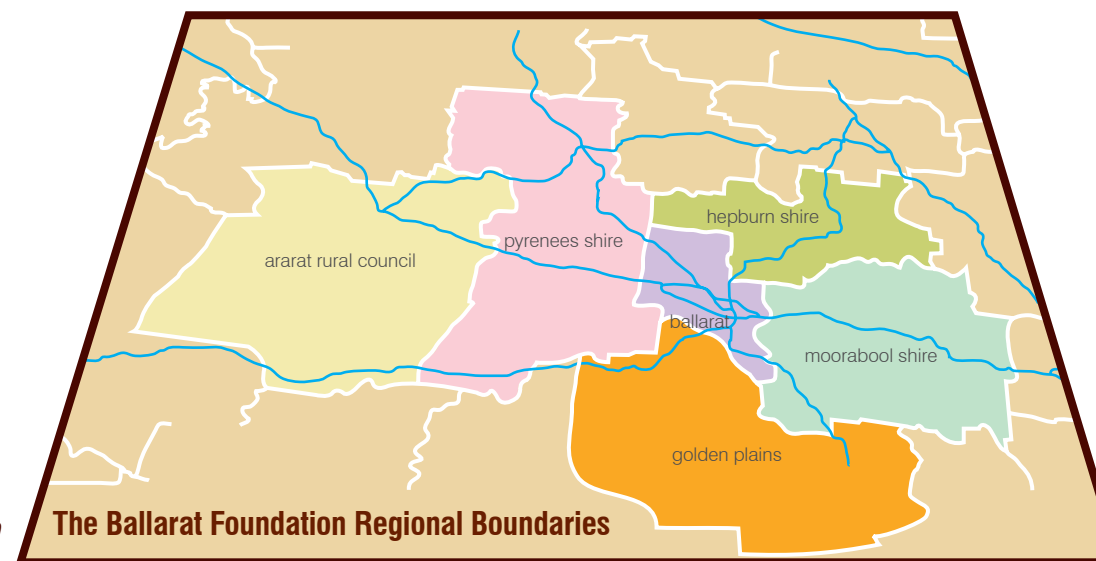 hepburn shire
pyrenees shire
ararat rural council
ballarat
moorabool shire
golden plains
The Ballarat Foundation Regional Boundaries